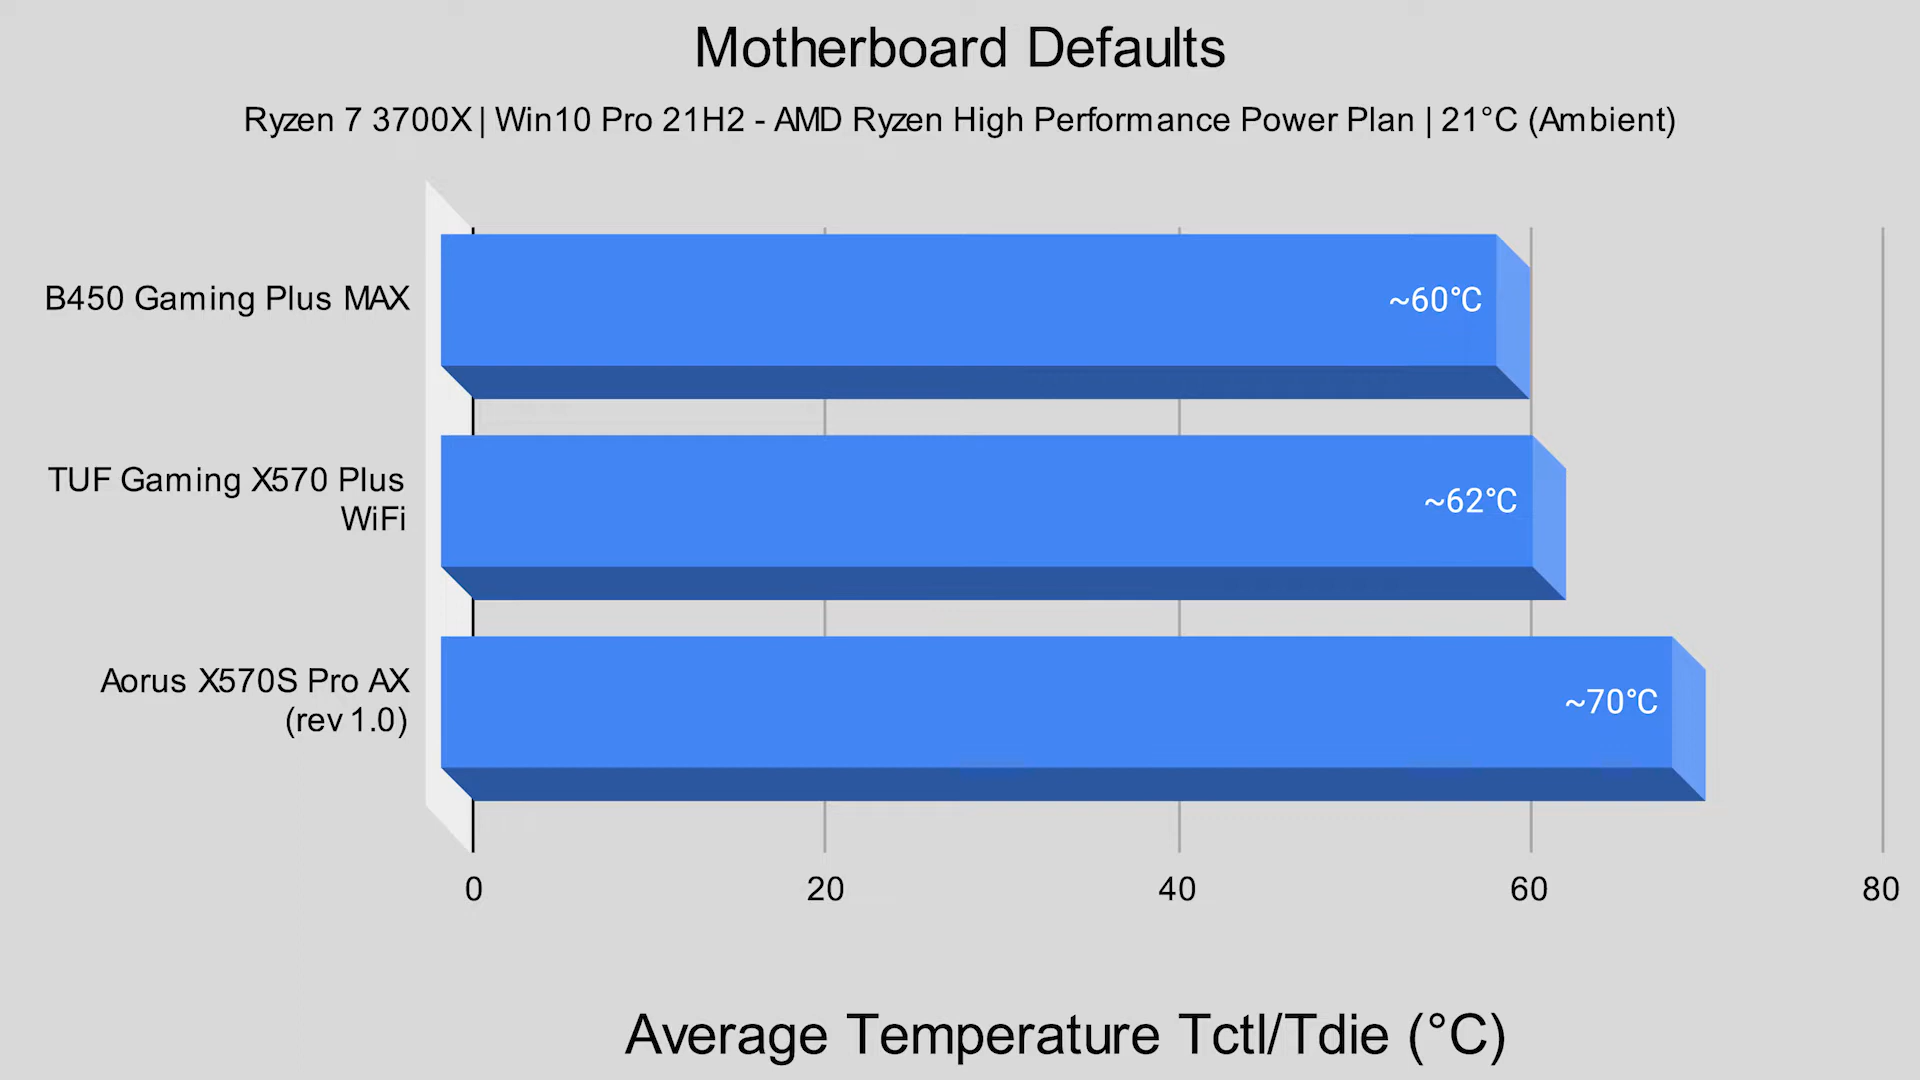 Motherboard Defaults
Ryzen 7 3700X | Win10 Pro 21H2 - AMD Ryzen High Performance Power Plan | 21°C (Ambient)
B450 Gaming Plus MAX
~60°C
TUF Gaming X570 Plus
WiFi
~62°C
Aorus X570S Pro AX
(rev 1.0)
~70°C
0 20 40 60 80
Average Temperature Tctl/Tdie (°C)